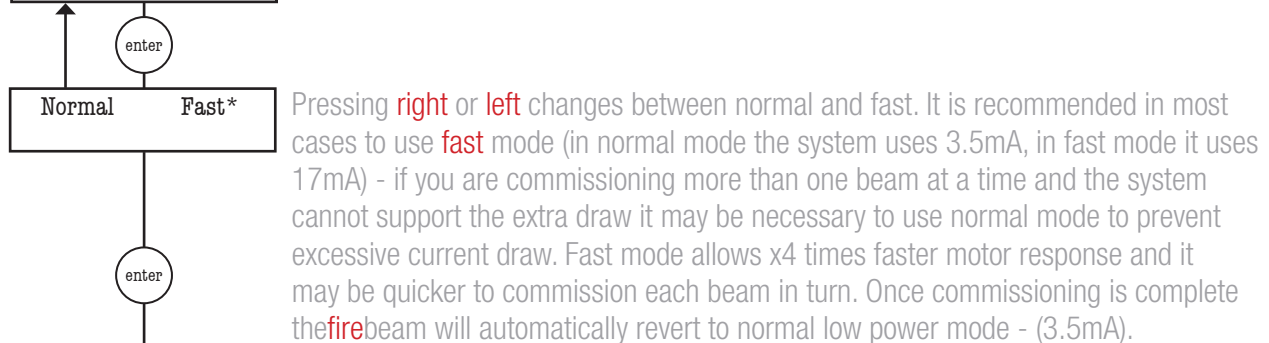 enter
Normal Fast*
Pressing right or left changes between normal and fast. It is recommended in most
cases to use fast mode (in normal mode the system uses 3.5mA, in fast mode it uses
17mA) - if you are commissioning more than one beam at a time and the system
cannot support the extra draw it may be necessary to use normal mode to prevent
excessive current draw. Fast mode allows x4 times faster motor response and it
may be quicker to commission each beam in turn. Once commissioning is complete
thefirebeam will automatically revert to normal low power mode - (3.5mA).
enter